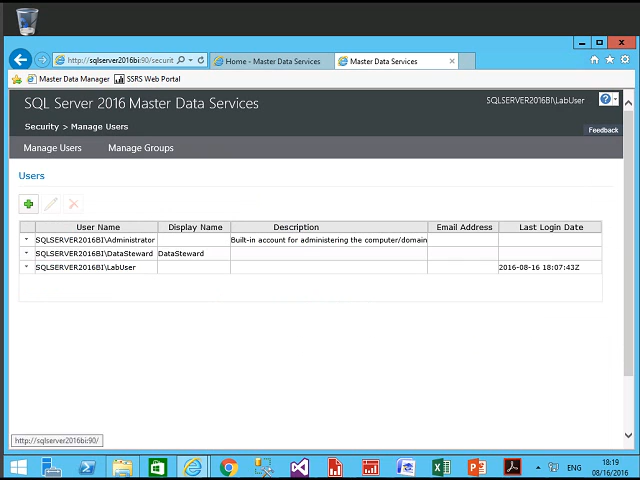 http://sqlserver2016bi:90/securit
Home - Master Data Services
Master Data Services
Master Data Manager
SSRS Web Portal
SQL Server 2016 Master Data Services
SQLSERVER2016BI\LabUser
?
Security > Manage Users
Feedback
Manage Users
Manage Groups
Users
User Name Display Name Description Email Address Last Login Date
SQLSERVER2016BI\Administrator Built-in account for administering the computer/domain
SQLSERVER2016BI\DataSteward DataSteward
SQLSERVER2016BI\LabUser 2016-08-16 18:07:43Z
http://sqlserver2016bi:90/
ENG
18:19
08/16/2016